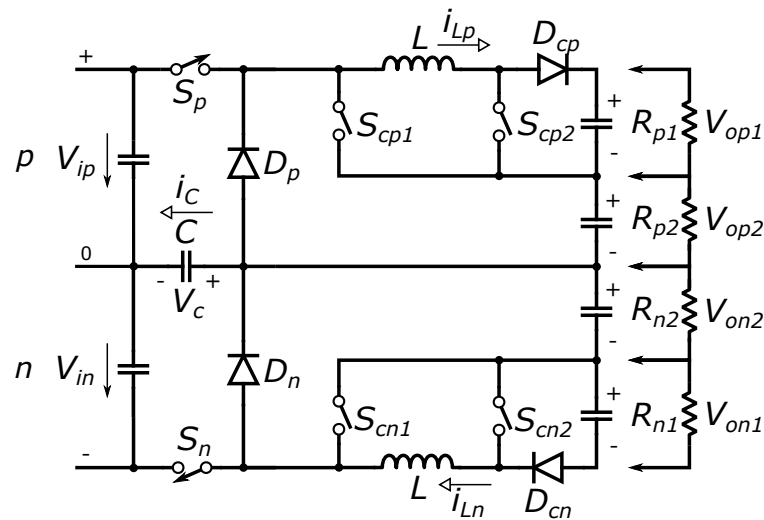 i_Lp
L
D_cp
+
S_p
S_cp1
S_cp2
+
-
R_p1
V_op1
p
V_ip
D_p
i_C
C
+
-
R_p2
V_op2
0
-
V_c
+
+
-
R_n2
V_on2
n
V_in
D_n
S_n
S_cn1
S_cn2
+
-
R_n1
V_on1
-
L
i_Ln
D_cn